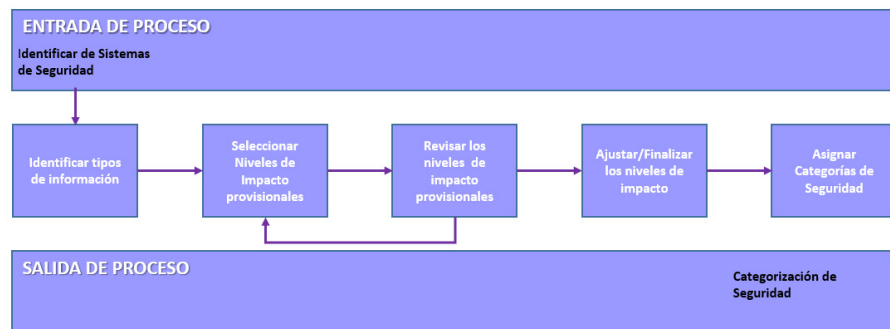 ENTRADA DE PROCESO
Identificar de Sistemas
de Seguridad
Identificar tipos
de información
Seleccionar
Niveles de
Impacto
provisionales
Revisar los
niveles de
impacto
provisionales
Ajustar/Finalizar
los niveles de
impacto
Asignar
Categorías de
Seguridad
SALIDA DE PROCESO
Categorización de
Seguridad